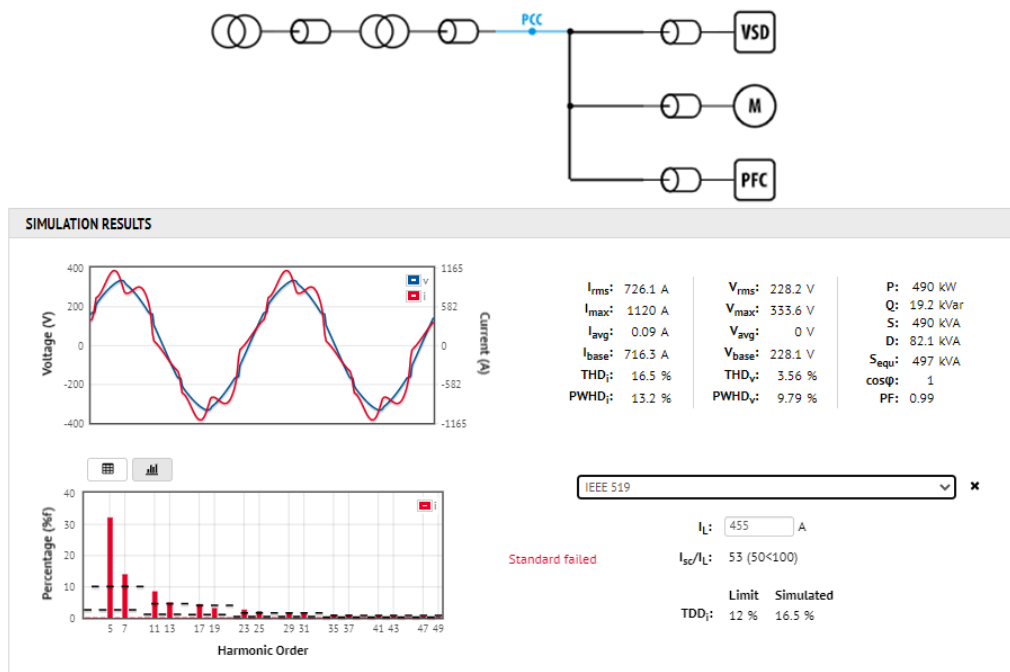 PCC
VSD
M
PFC
SIMULATION RESULTS
400
200
0
-200
-400
Voltage (V)
1165
582
0
-582
-1165
Current (A)
v
i
Irms: 726.1 A
Imax: 1120 A
Iavg: 0.09 A
Ibase: 716.3 A
THDi: 16.5 %
PWHDi: 13.2 %
Vrms: 228.2 V
Vmax: 333.6 V
Vavg: 0 V
Vbase: 228.1 V
THDv: 3.56 %
PWHDv: 9.79 %
P: 490 kW
Q: 19.2 kVar
S: 490 kVA
D: 82.1 kVA
Sequ: 497 kVA
cosφ: 1
PF: 0.99
40
30
20
10
0
Percentage (%f)
i
5 7 11 13 17 19 23 25 29 31 35 37 41 43 47 49
Harmonic Order
IEEE 519
IL: 455 A
Standard failed
Isc/IL: 53 (50<100)
Limit Simulated
TDDi: 12 % 16.5 %